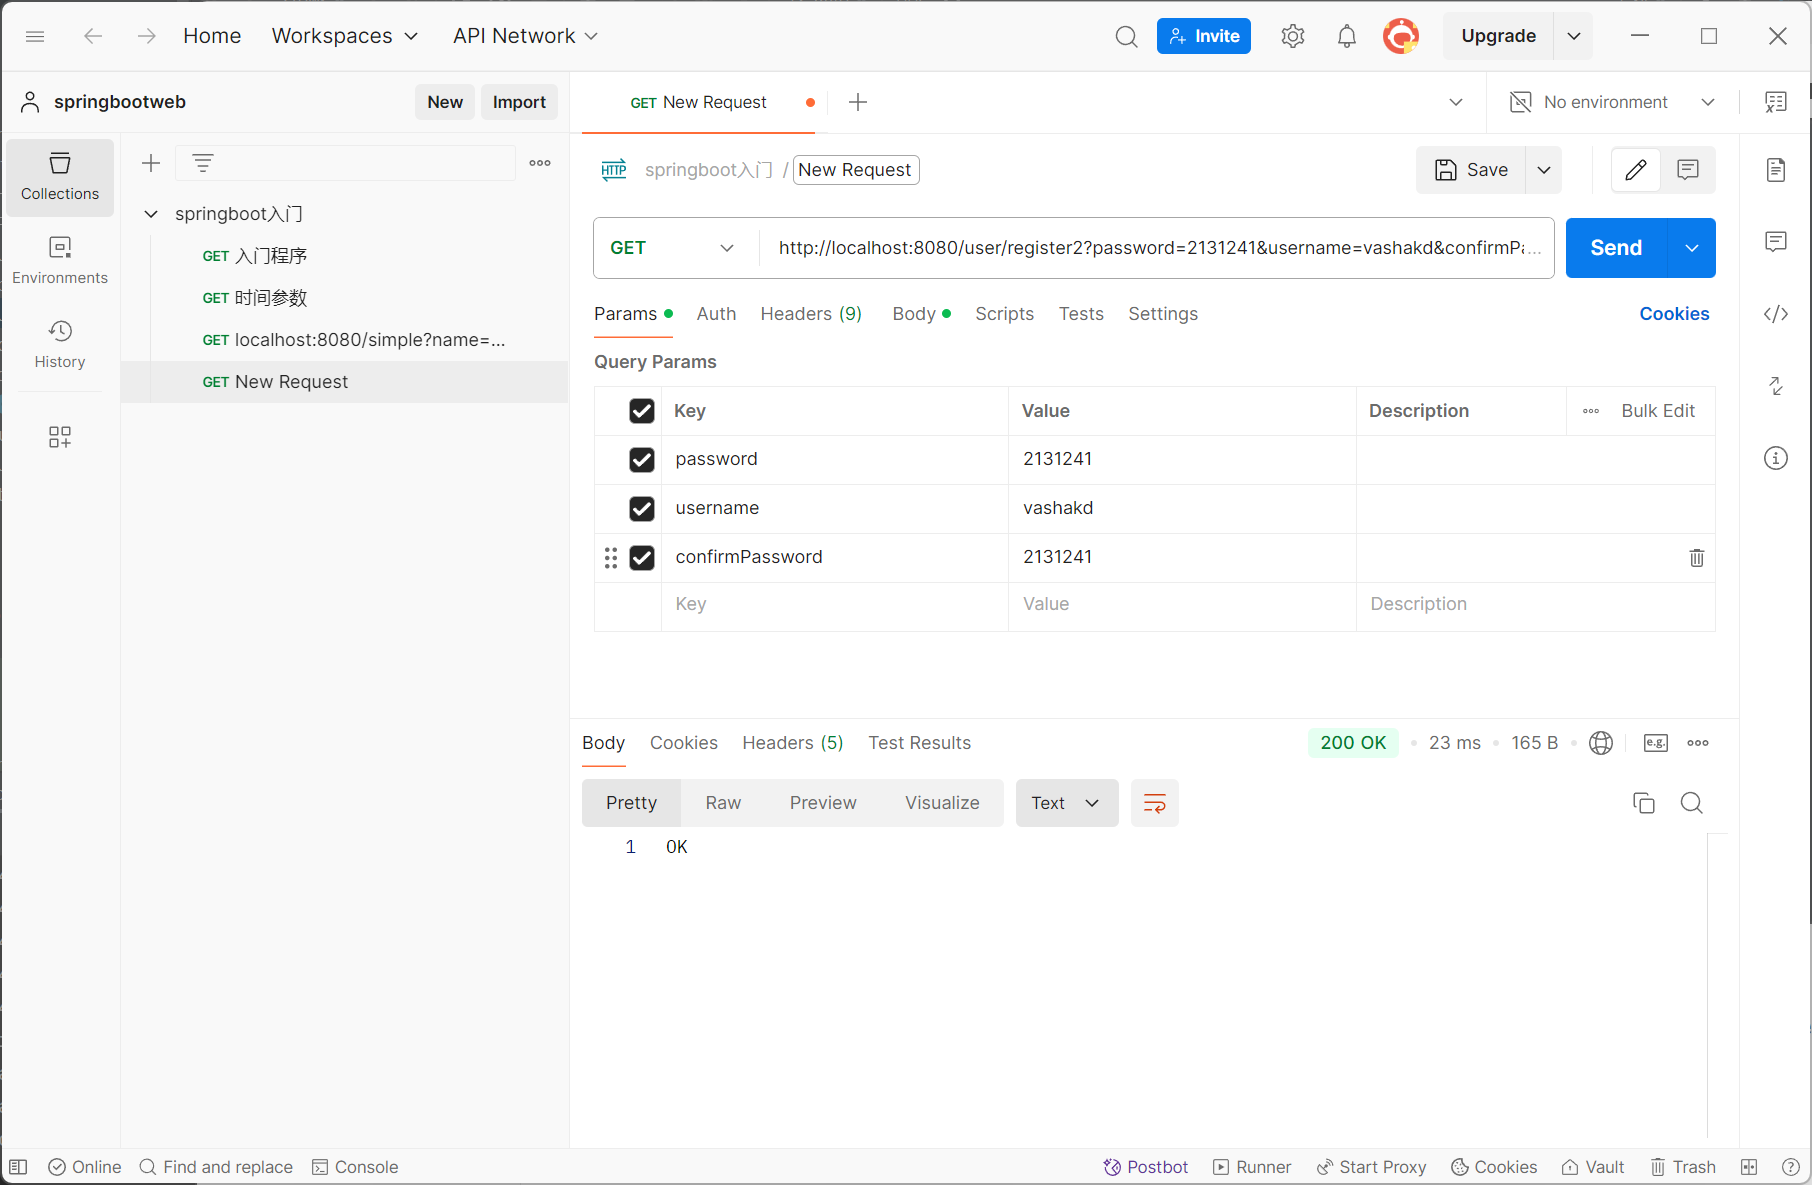 Home Workspaces API Network Invite Upgrade
springbootweb New Import GET New Request No environment
Collections
Environments
History
springboot入门
GET 入门程序
GET 时间参数
GET localhost:8080/simple?name=...
GET New Request
HTTP springboot入门 / New Request Save
GET http://localhost:8080/user/register2?password=2131241&username=vashakd&confirmPa... Send
Params Auth Headers (9) Body Scripts Tests Settings Cookies
Query Params
Key Value Description Bulk Edit
password 2131241
username vashakd
confirmPassword 2131241
Key Value Description
Body Cookies Headers (5) Test Results 200 OK 23 ms 165 B e.g.
Pretty Raw Preview Visualize Text
1 OK
Online Find and replace Console Postbot Runner Start Proxy Cookies Vault Trash